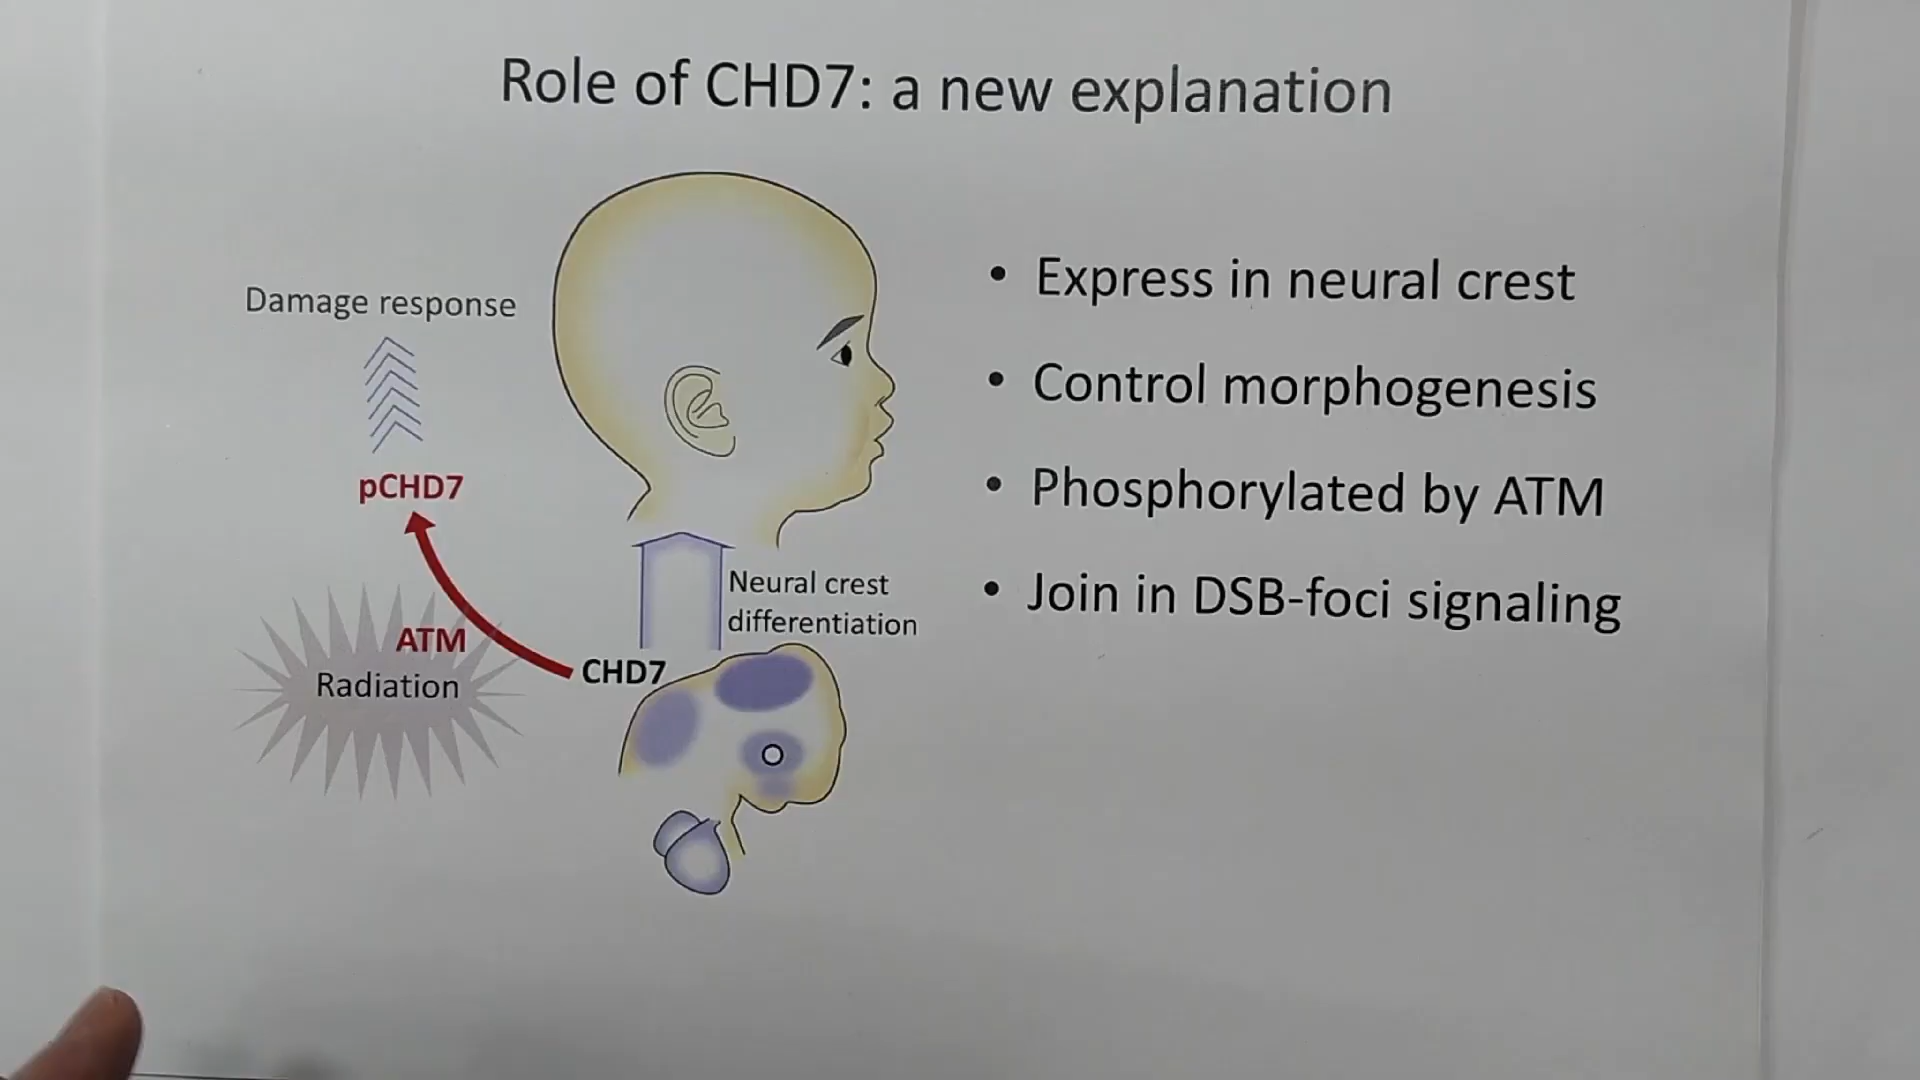 Role of CHD7: a new explanation
Damage response
pCHD7
ATM
Radiation
CHD7
Neural crest
differentiation
• Express in neural crest
• Control morphogenesis
• Phosphorylated by ATM
• Join in DSB-foci signaling